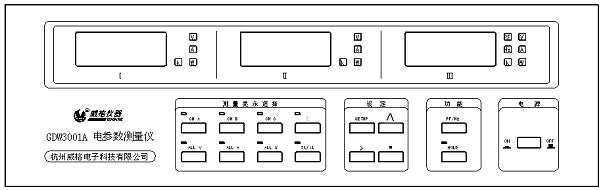 V
A
k W
I
V
A
k W
II
Hz A
k W
III
威格仪器
GDW3001A 电参数测量仪
杭州威格电子科技有限公司
测量显示选择
CH A CH B CH C
ALL V ALL A ALL W
设定
SETUP ∧
功能
PF/Hz
HOLD
电源
ON OFF